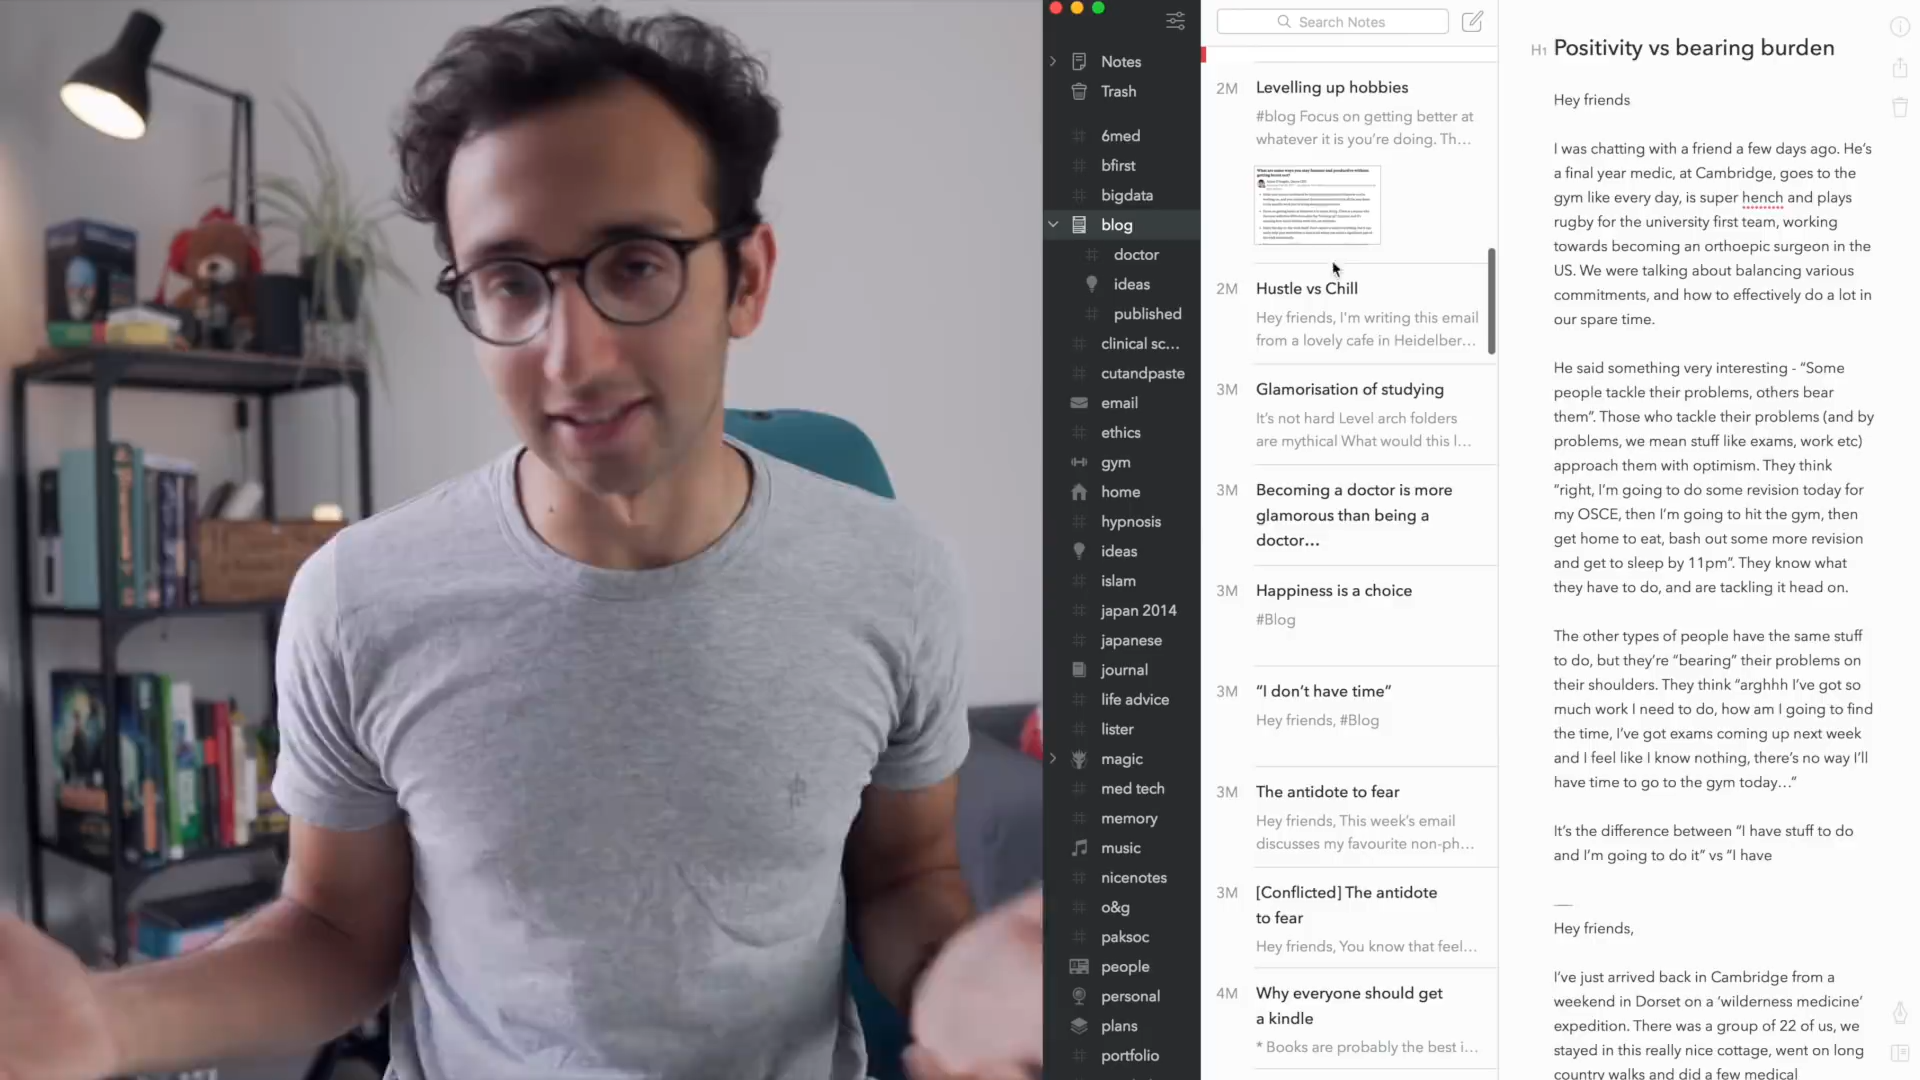 Notes
Trash
6med
bfirst
bigdata
blog
doctor
ideas
published
clinical sc...
cutandpaste
email
ethics
gym
home
hypnosis
ideas
islam
japan 2014
japanese
journal
life advice
lister
magic
med tech
memory
music
nicenotes
o&g
paksoc
people
personal
plans
portfolio
Search Notes
2M
Levelling up hobbies
#blog Focus on getting better at
whatever it is you're doing. Th...
2M
Hustle vs Chill
Hey friends, I'm writing this email
from a lovely cafe in Heidelber...
3M
Glamorisation of studying
It's not hard Level arch folders
are mythical What would this l...
3M
Becoming a doctor is more
glamorous than being a
doctor...
3M
Happiness is a choice
#Blog
3M
“I don't have time”
Hey friends, #Blog
3M
The antidote to fear
Hey friends, This week's email
discusses my favourite non-ph...
3M
[Conflicted] The antidote
to fear
Hey friends, You know that feel...
4M
Why everyone should get
a kindle
* Books are probably the best i...
H1 Positivity vs bearing burden
Hey friends
I was chatting with a friend a few days ago. He's
a final year medic, at Cambridge, goes to the
gym like every day, is super hench and plays
rugby for the university first team, working
towards becoming an orthoepic surgeon in the
US. We were talking about balancing various
commitments, and how to effectively do a lot in
our spare time.
He said something very interesting - “Some
people tackle their problems, others bear
them”. Those who tackle their problems (and by
problems, we mean stuff like exams, work etc)
approach them with optimism. They think
“right, I'm going to do some revision today for
my OSCE, then I'm going to hit the gym, then
get home to eat, bash out some more revision
and get to sleep by 11pm”. They know what
they have to do, and are tackling it head on.
The other types of people have the same stuff
to do, but they're “bearing” their problems on
their shoulders. They think “arghhh I've got so
much work I need to do, how am I going to find
the time, I've got exams coming up next week
and I feel like I know nothing, there's no way I'll
have time to go to the gym today...”
It's the difference between “I have stuff to do
and I'm going to do it” vs “I have
—
Hey friends,
I've just arrived back in Cambridge from a
weekend in Dorset on a ‘wilderness medicine’
expedition. There was a group of 22 of us, we
stayed in this really nice cottage, went on long
country walks and did a few medical